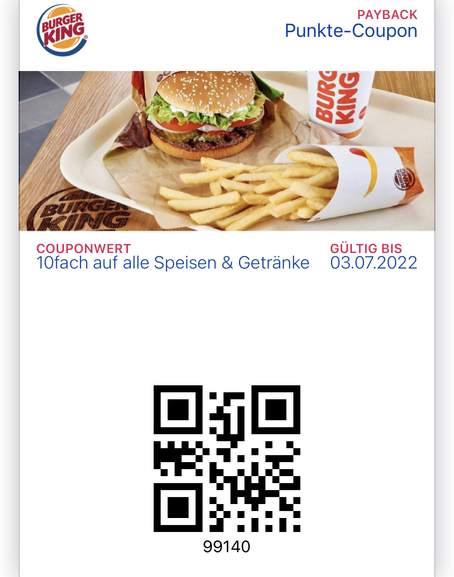 BURGER
KING®
PAYBACK
Punkte-Coupon
BURGER
KING
BURGER
KING
COUPONWERT
10fach auf alle Speisen & Getränke
GÜLTIG BIS
03.07.2022
99140